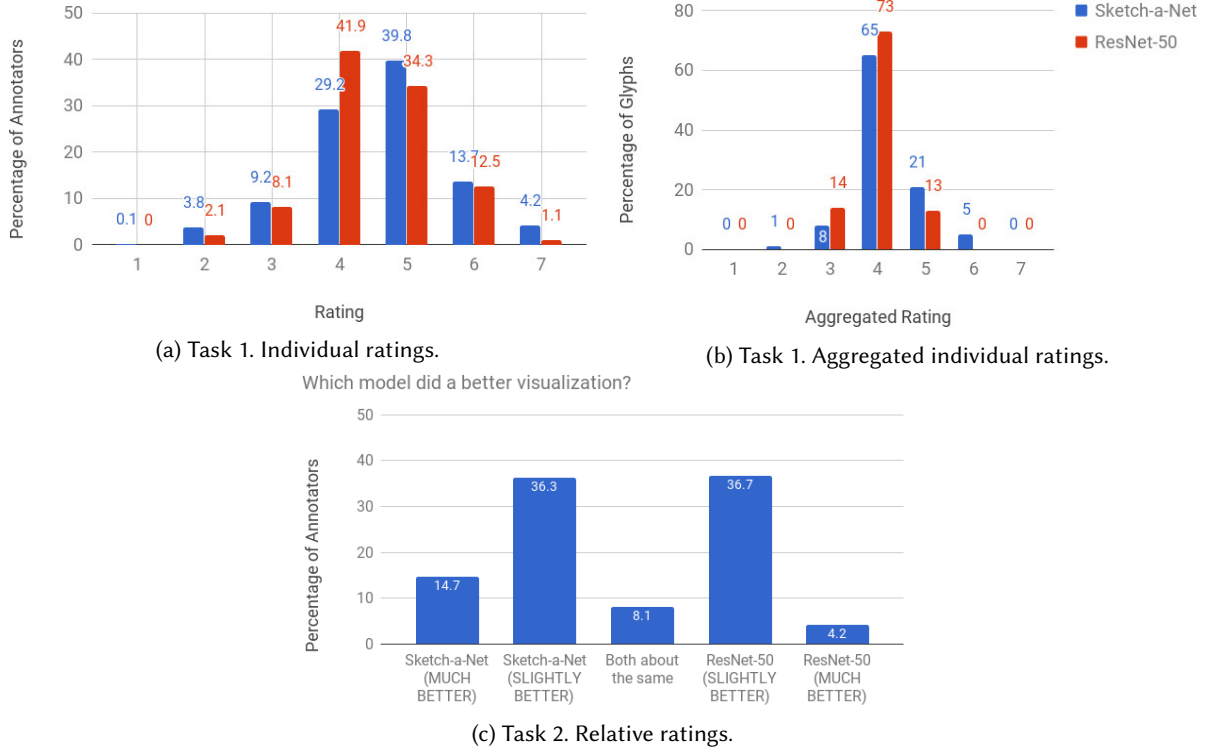 50
40
30
20
10
0
Percentage of Annotators
0.1 0
3.8 2.1
9.2 8.1
29.2 41.9
39.8 34.3
13.7 12.5
4.2 1.1
1 2 3 4 5 6 7
Rating
(a) Task 1. Individual ratings.
80
60
40
20
0
Percentage of Glyphs
0 0
1 0
8 14
65 73
21 13
5 0
0 0
1 2 3 4 5 6 7
Aggregated Rating
Sketch-a-Net
ResNet-50
(b) Task 1. Aggregated individual ratings.
Which model did a better visualization?
50
40
30
20
10
0
Percentage of Annotators
14.7
36.3
8.1
36.7
4.2
Sketch-a-Net
(MUCH
BETTER)
Sketch-a-Net
(SLIGHTLY
BETTER)
Both about
the same
ResNet-50
(SLIGHTLY
BETTER)
ResNet-50
(MUCH
BETTER)
(c) Task 2. Relative ratings.